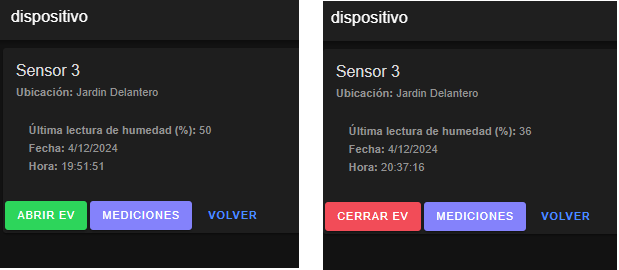 dispositivo
Sensor 3
Ubicación: Jardin Delantero
Última lectura de humedad (%): 50
Fecha: 4/12/2024
Hora: 19:51:51
ABRIR EV MEDICIONES VOLVER
dispositivo
Sensor 3
Ubicación: Jardin Delantero
Última lectura de humedad (%): 36
Fecha: 4/12/2024
Hora: 20:37:16
CERRAR EV MEDICIONES VOLVER